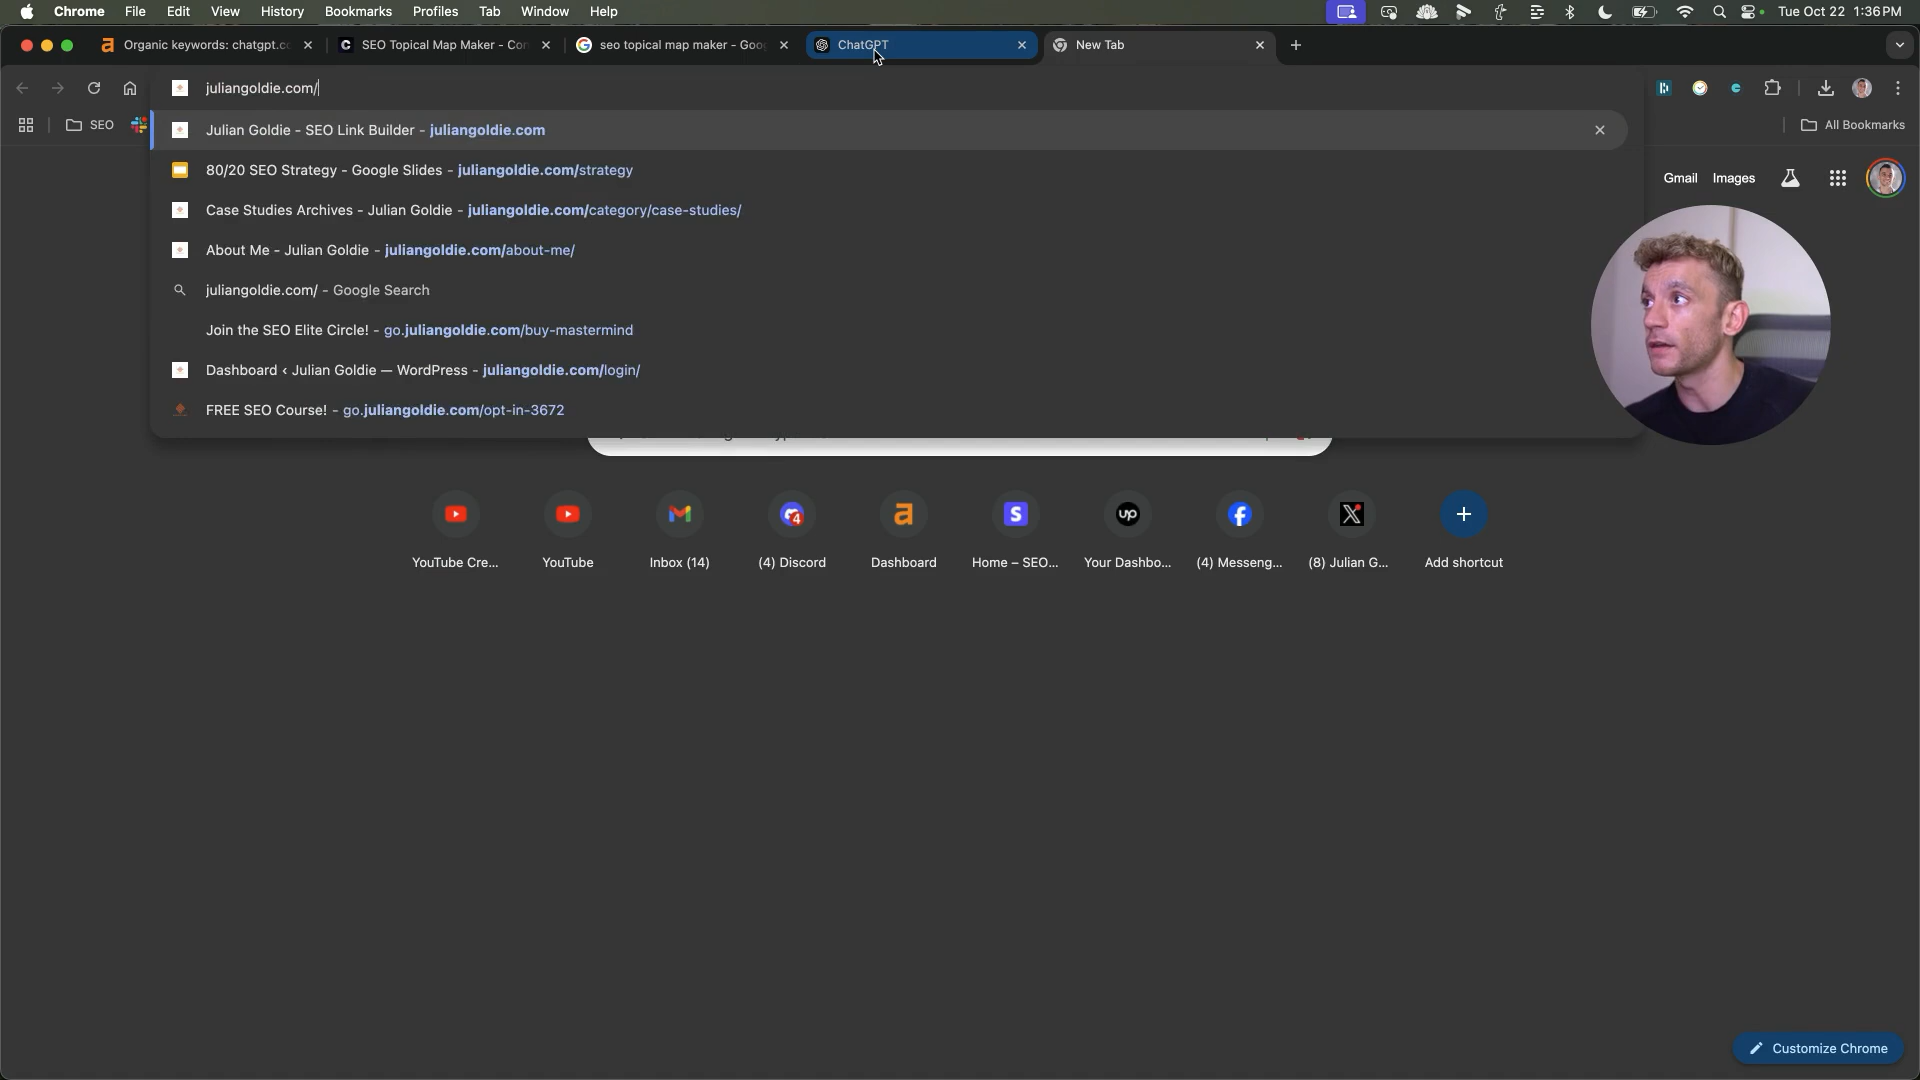 Chrome File Edit View History Bookmarks Profiles Tab Window Help Tue Oct 22 1:36 PM
Organic keywords: chatgpt.c
SEO Topical Map Maker - Con
seo topical map maker - Goo
ChatGPT
New Tab
juliangoldie.com/
SEO
All Bookmarks
Julian Goldie - SEO Link Builder - juliangoldie.com
80/20 SEO Strategy - Google Slides - juliangoldie.com/strategy
Case Studies Archives - Julian Goldie - juliangoldie.com/category/case-studies/
About Me - Julian Goldie - juliangoldie.com/about-me/
juliangoldie.com/ - Google Search
Join the SEO Elite Circle! - go.juliangoldie.com/buy-mastermind
Dashboard ‹ Julian Goldie — WordPress - juliangoldie.com/login/
FREE SEO Course! - go.juliangoldie.com/opt-in-3672
Gmail Images
YouTube Cre...
YouTube
Inbox (14)
(4) Discord
Dashboard
Home – SEO...
Your Dashbo...
(4) Messeng...
(8) Julian G...
Add shortcut
Customize Chrome